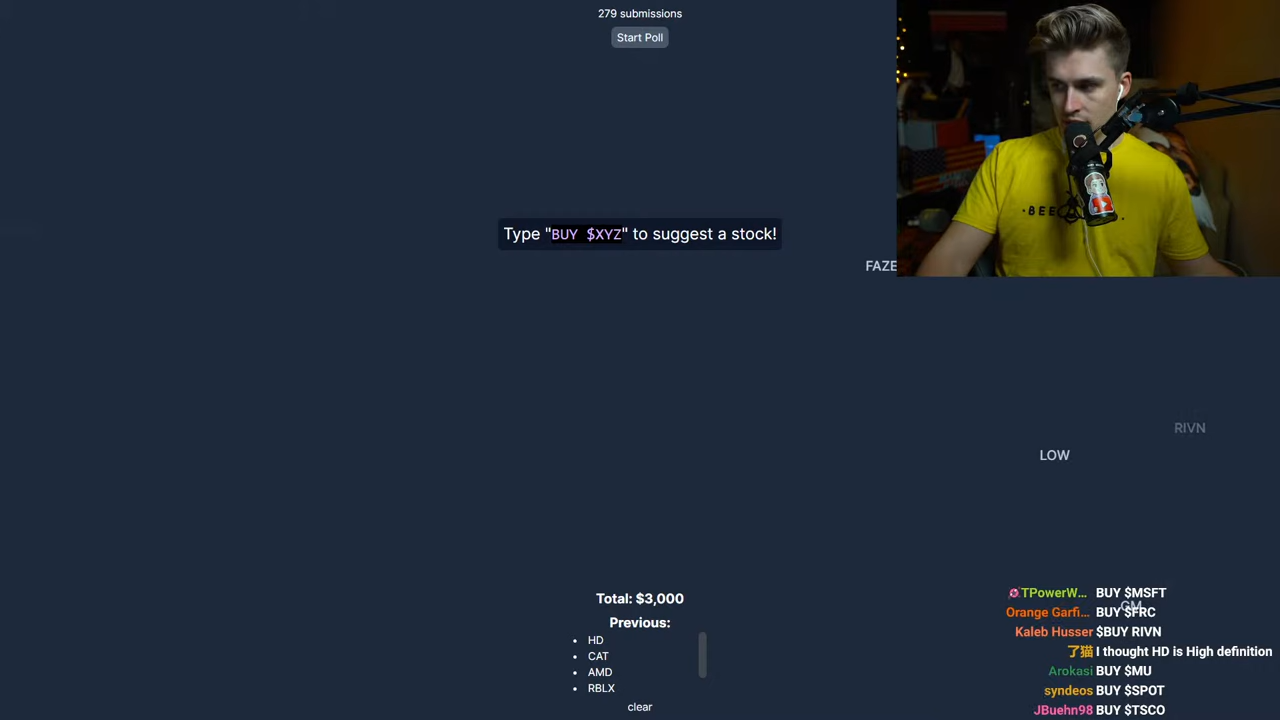 279 submissions
Start Poll
Type "BUY $XYZ" to suggest a stock!
FAZE
RIVN
LOW
GM
Total: $3,000
Previous:
• HD
• CAT
• AMD
• RBLX
clear
TPowerW... BUY $MSFT
Orange Garfi... BUY $FRC
Kaleb Husser $BUY RIVN
了猫 I thought HD is High definition
Arokasi BUY $MU
syndeos BUY $SPOT
JBuehn98 BUY $TSCO